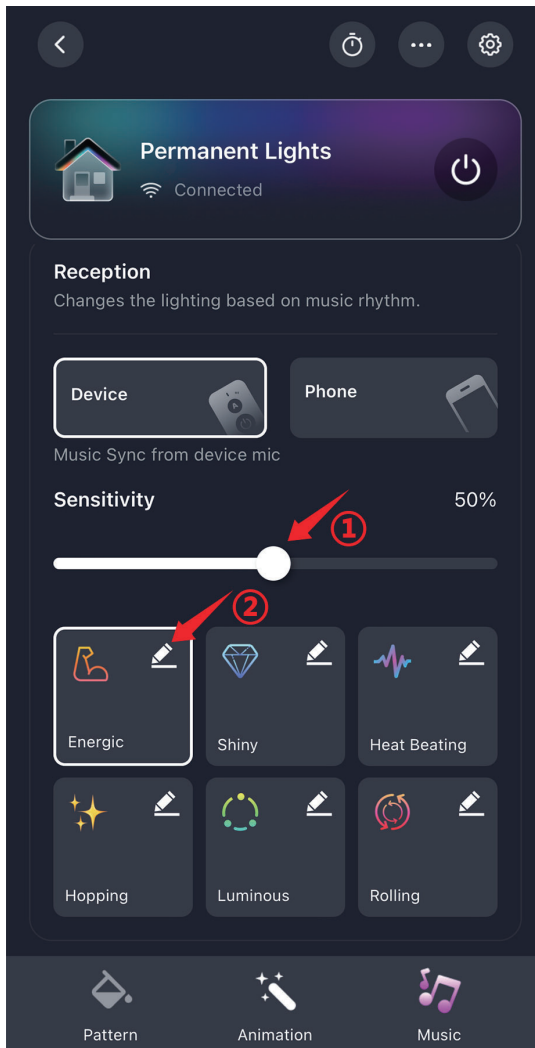 Permanent Lights
Connected
Reception
Changes the lighting based on music rhythm.
Device
Phone
Music Sync from device mic
Sensitivity
50%
①
②
Energic
Shiny
Heat Beating
Hopping
Luminous
Rolling
Pattern
Animation
Music